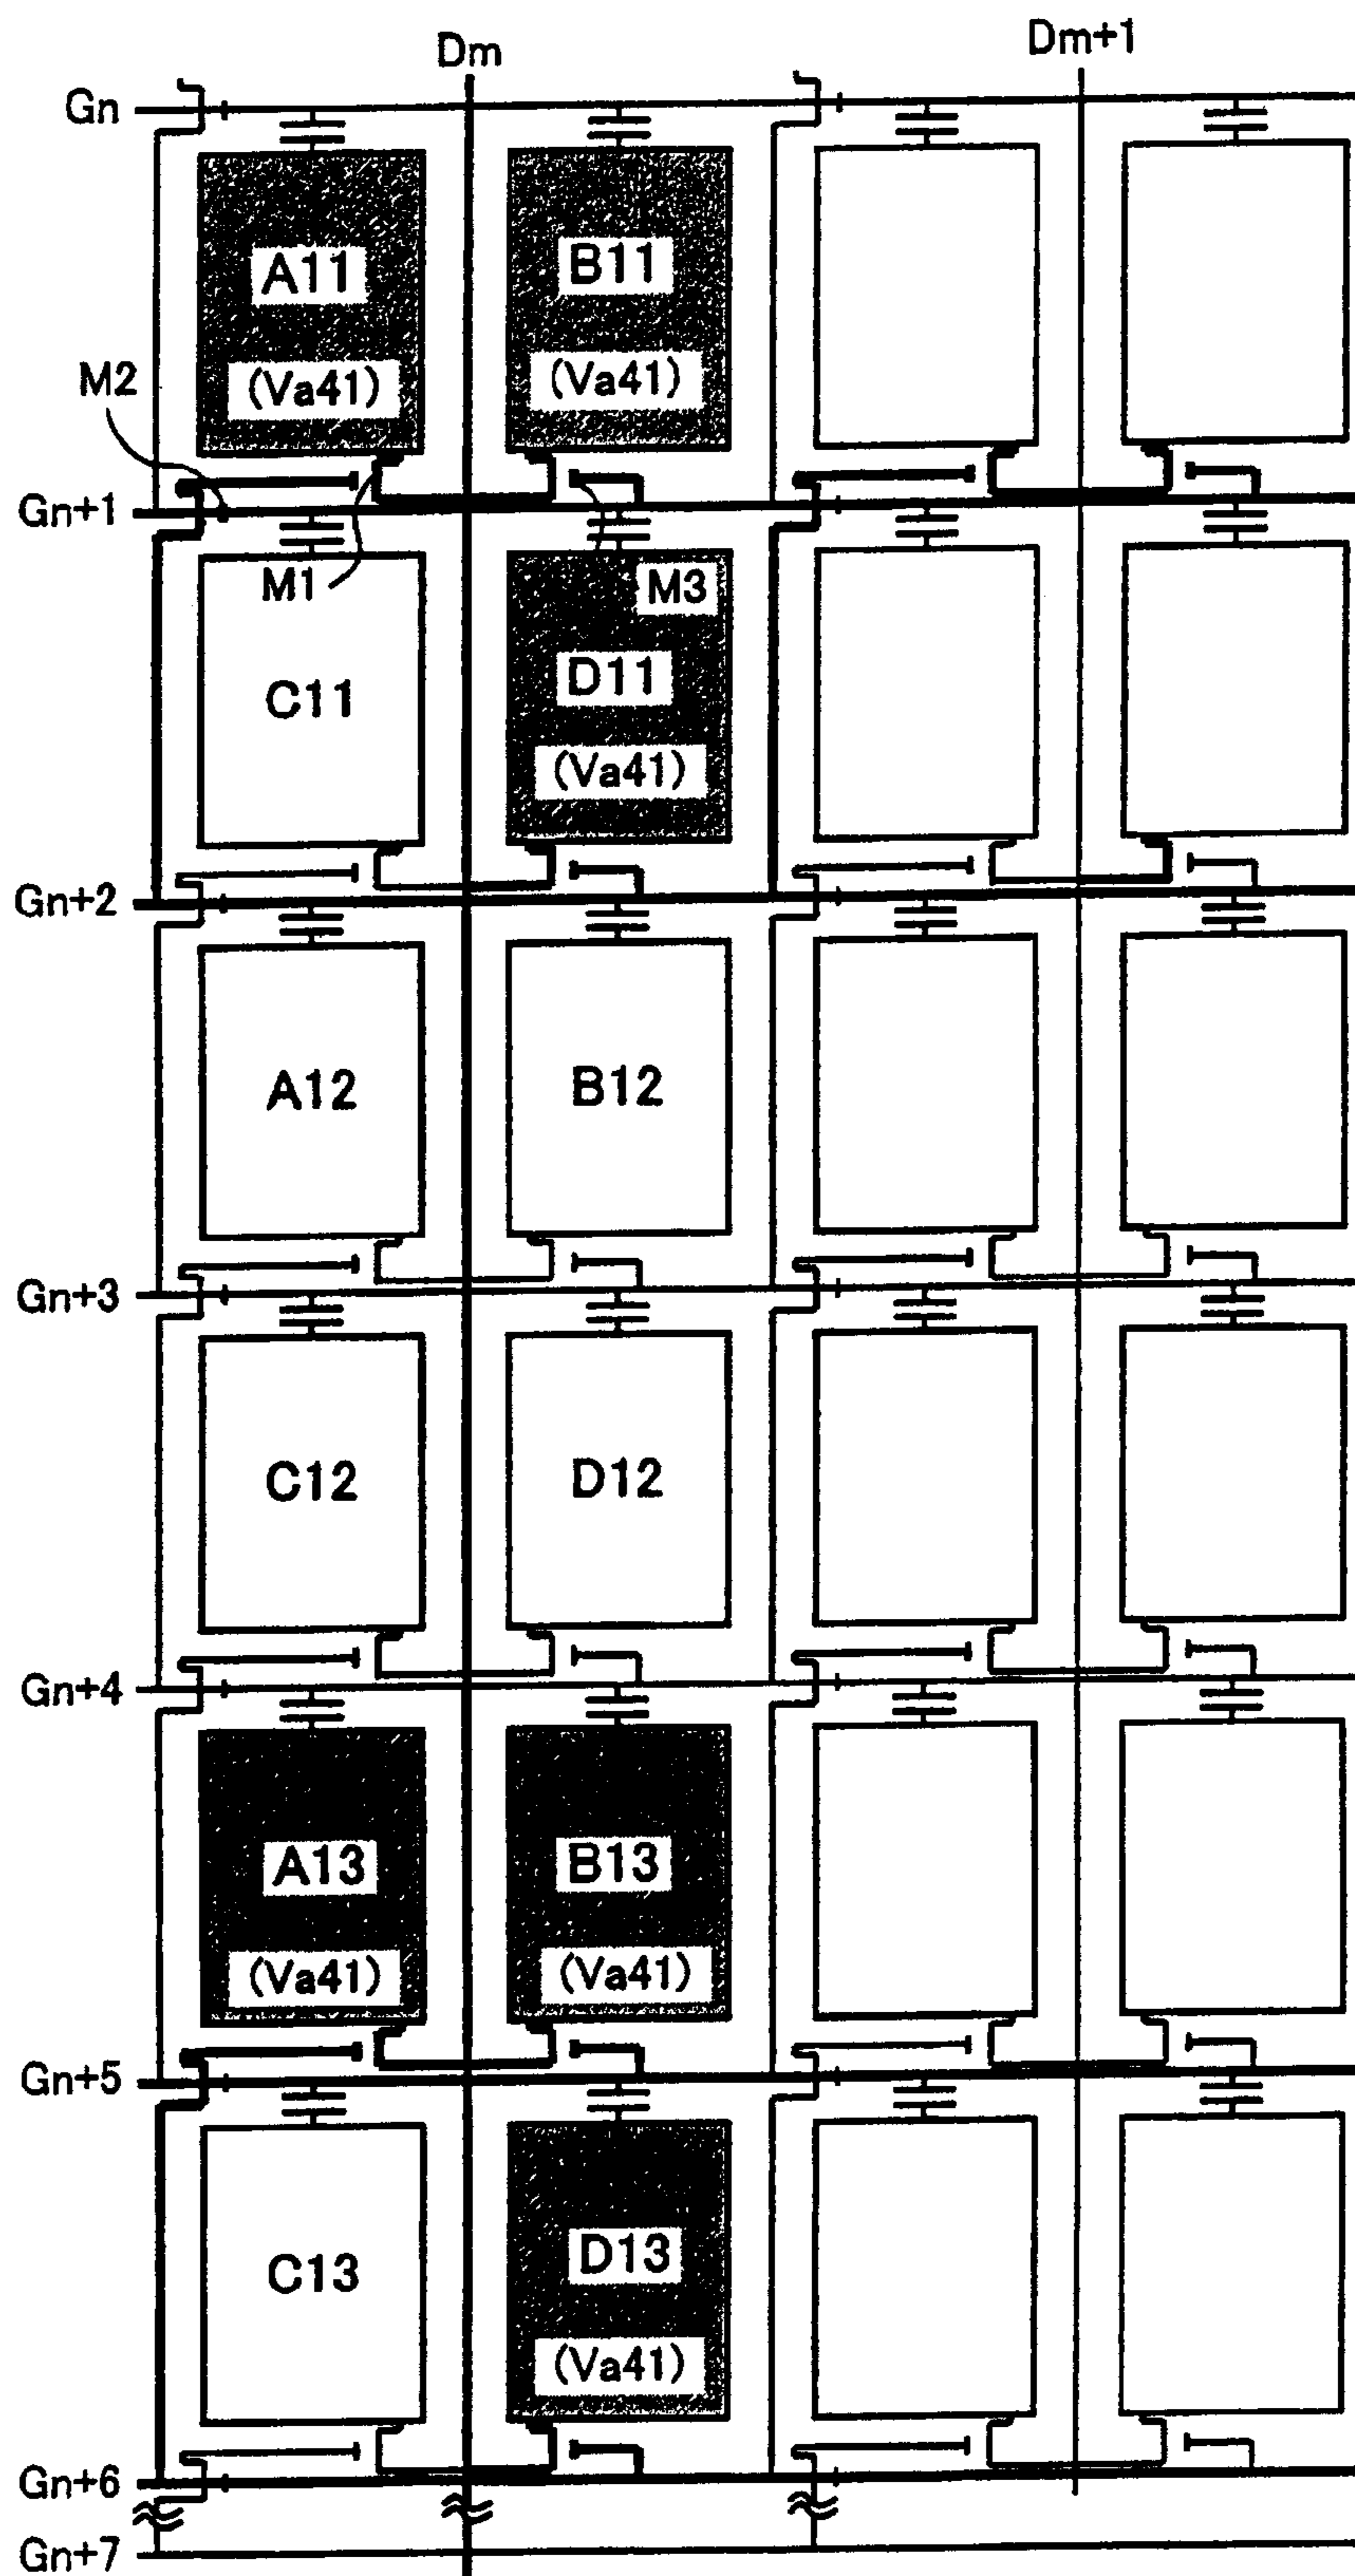 Dm Dm+1
Gn
A11 B11
M2 (Va41) (Va41)
Gn+1
M1 M3
C11 D11
(Va41)
Gn+2
A12 B12
Gn+3
C12 D12
Gn+4
A13 B13
(Va41) (Va41)
Gn+5
C13 D13
(Va41)
Gn+6
Gn+7